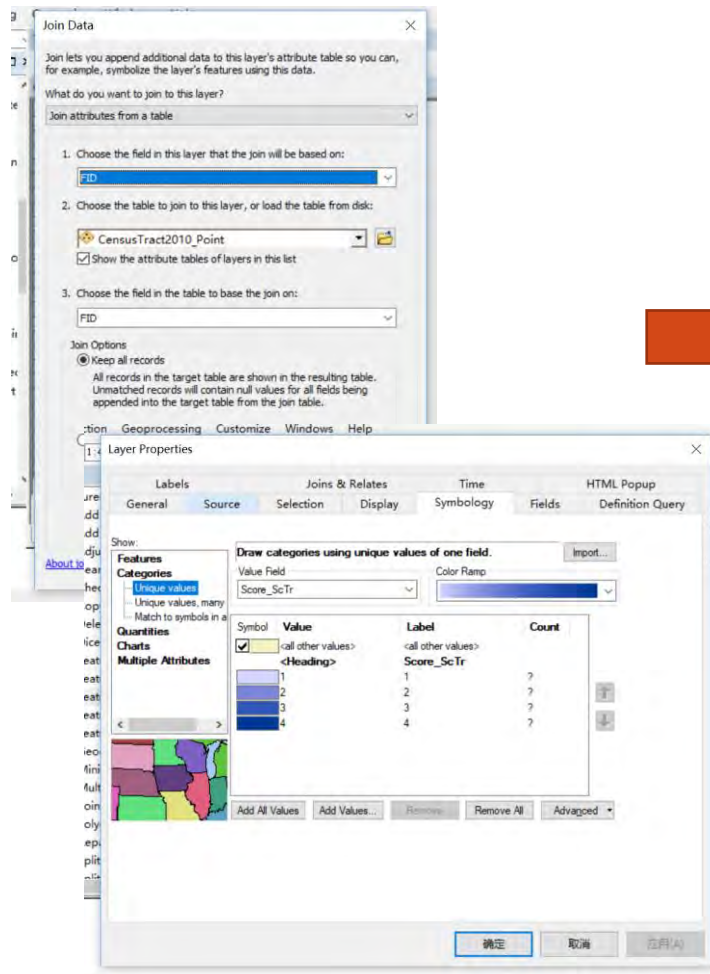 Join Data
Join lets you append additional data to this layer's attribute table so you can,
for example, symbolize the layer's features using this data.
What do you want to join to this layer?
Join attributes from a table
1. Choose the field in this layer that the join will be based on:
FID
2. Choose the table to join to this layer, or load the table from disk:
CensusTract2010_Point
Show the attribute tables of layers in this list
3. Choose the field in the table to base the join on:
FID
Join Options
Keep all records
All records in the target table are shown in the resulting table.
Unmatched records will contain null values for all fields being
appended into the target table from the join table.
Geoprocessing Customize Windows Help
About
Layer Properties
Labels Joins & Relates Time HTML Popup
General Source Selection Display Symbology Fields Definition Query
Show:
Features
Categories
Unique values
Unique values, many
Match to symbols in a
Quantities
Charts
Multiple Attributes
Draw categories using unique values of one field.
Import...
Value Field Color Ramp
Score_ScTr
Symbol Value Label Count
<all other values> <all other values>
<Heading> Score_ScTr
1 1 ?
2 2 ?
3 3 ?
4 4 ?
Add All Values Add Values... Remove Remove All Advanced
确定 取消 应用(A)